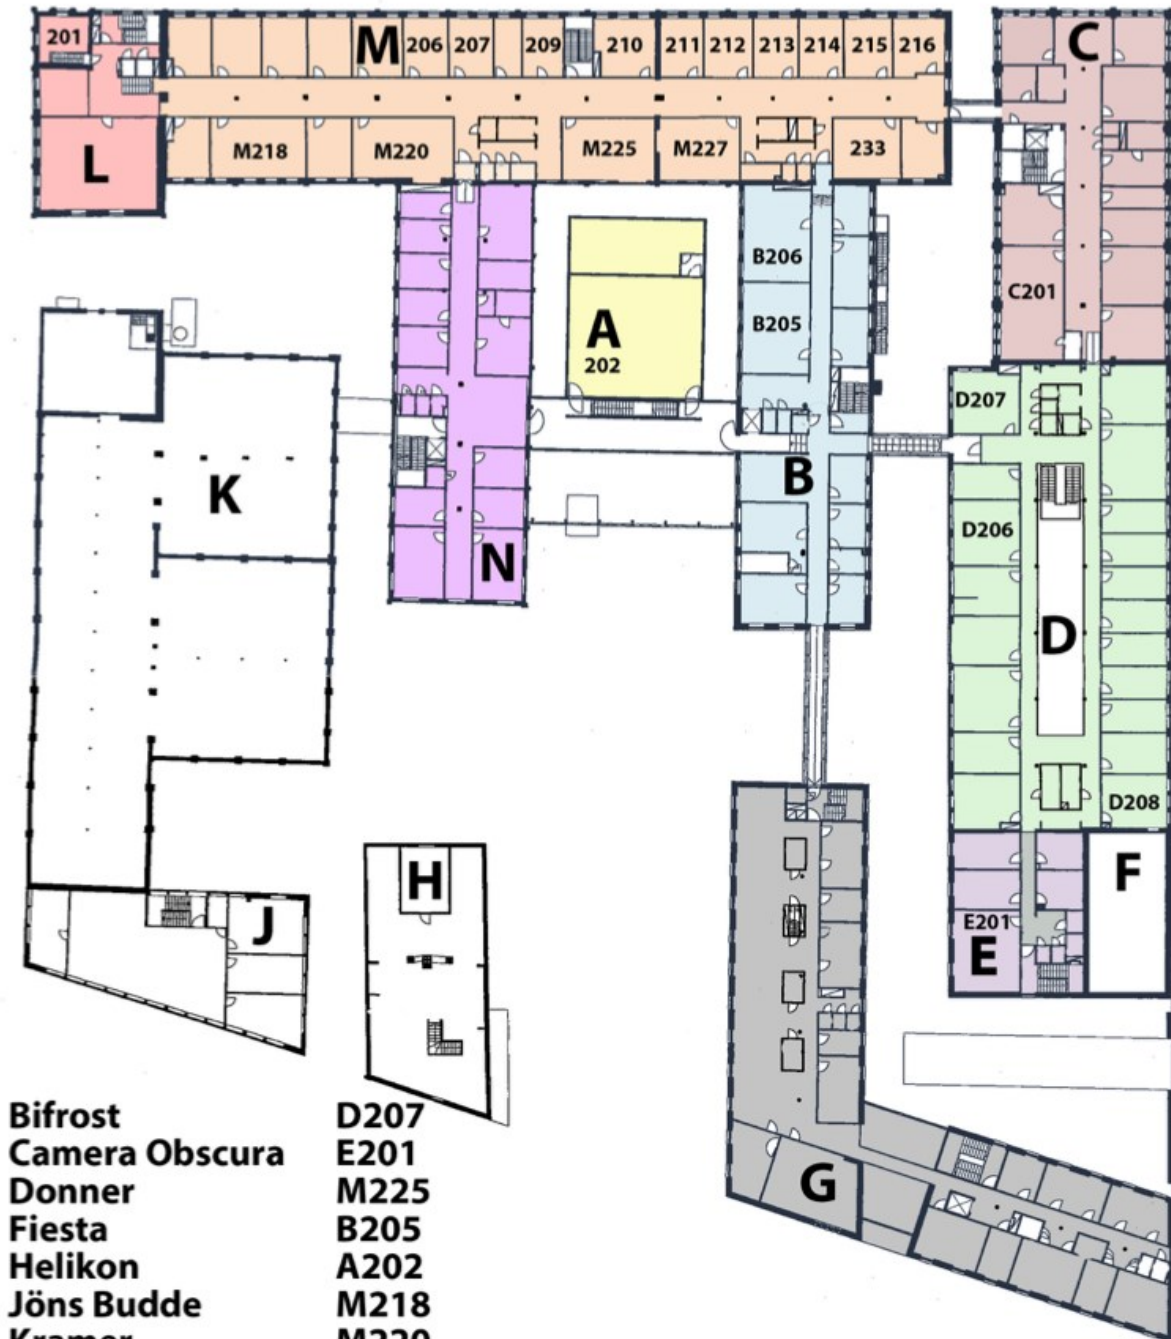 201
M
206
207
209
210
211
212
213
214
215
216
C
L
M218
M220
M225
M227
233
B206
A
202
B205
C201
D207
K
B
D206
N
D
D208
H
F
J
E201
E
G
Bifrost D207
Camera Obscura E201
Donner M225
Fiesta B205
Helikon A202
Jöns Budde M218